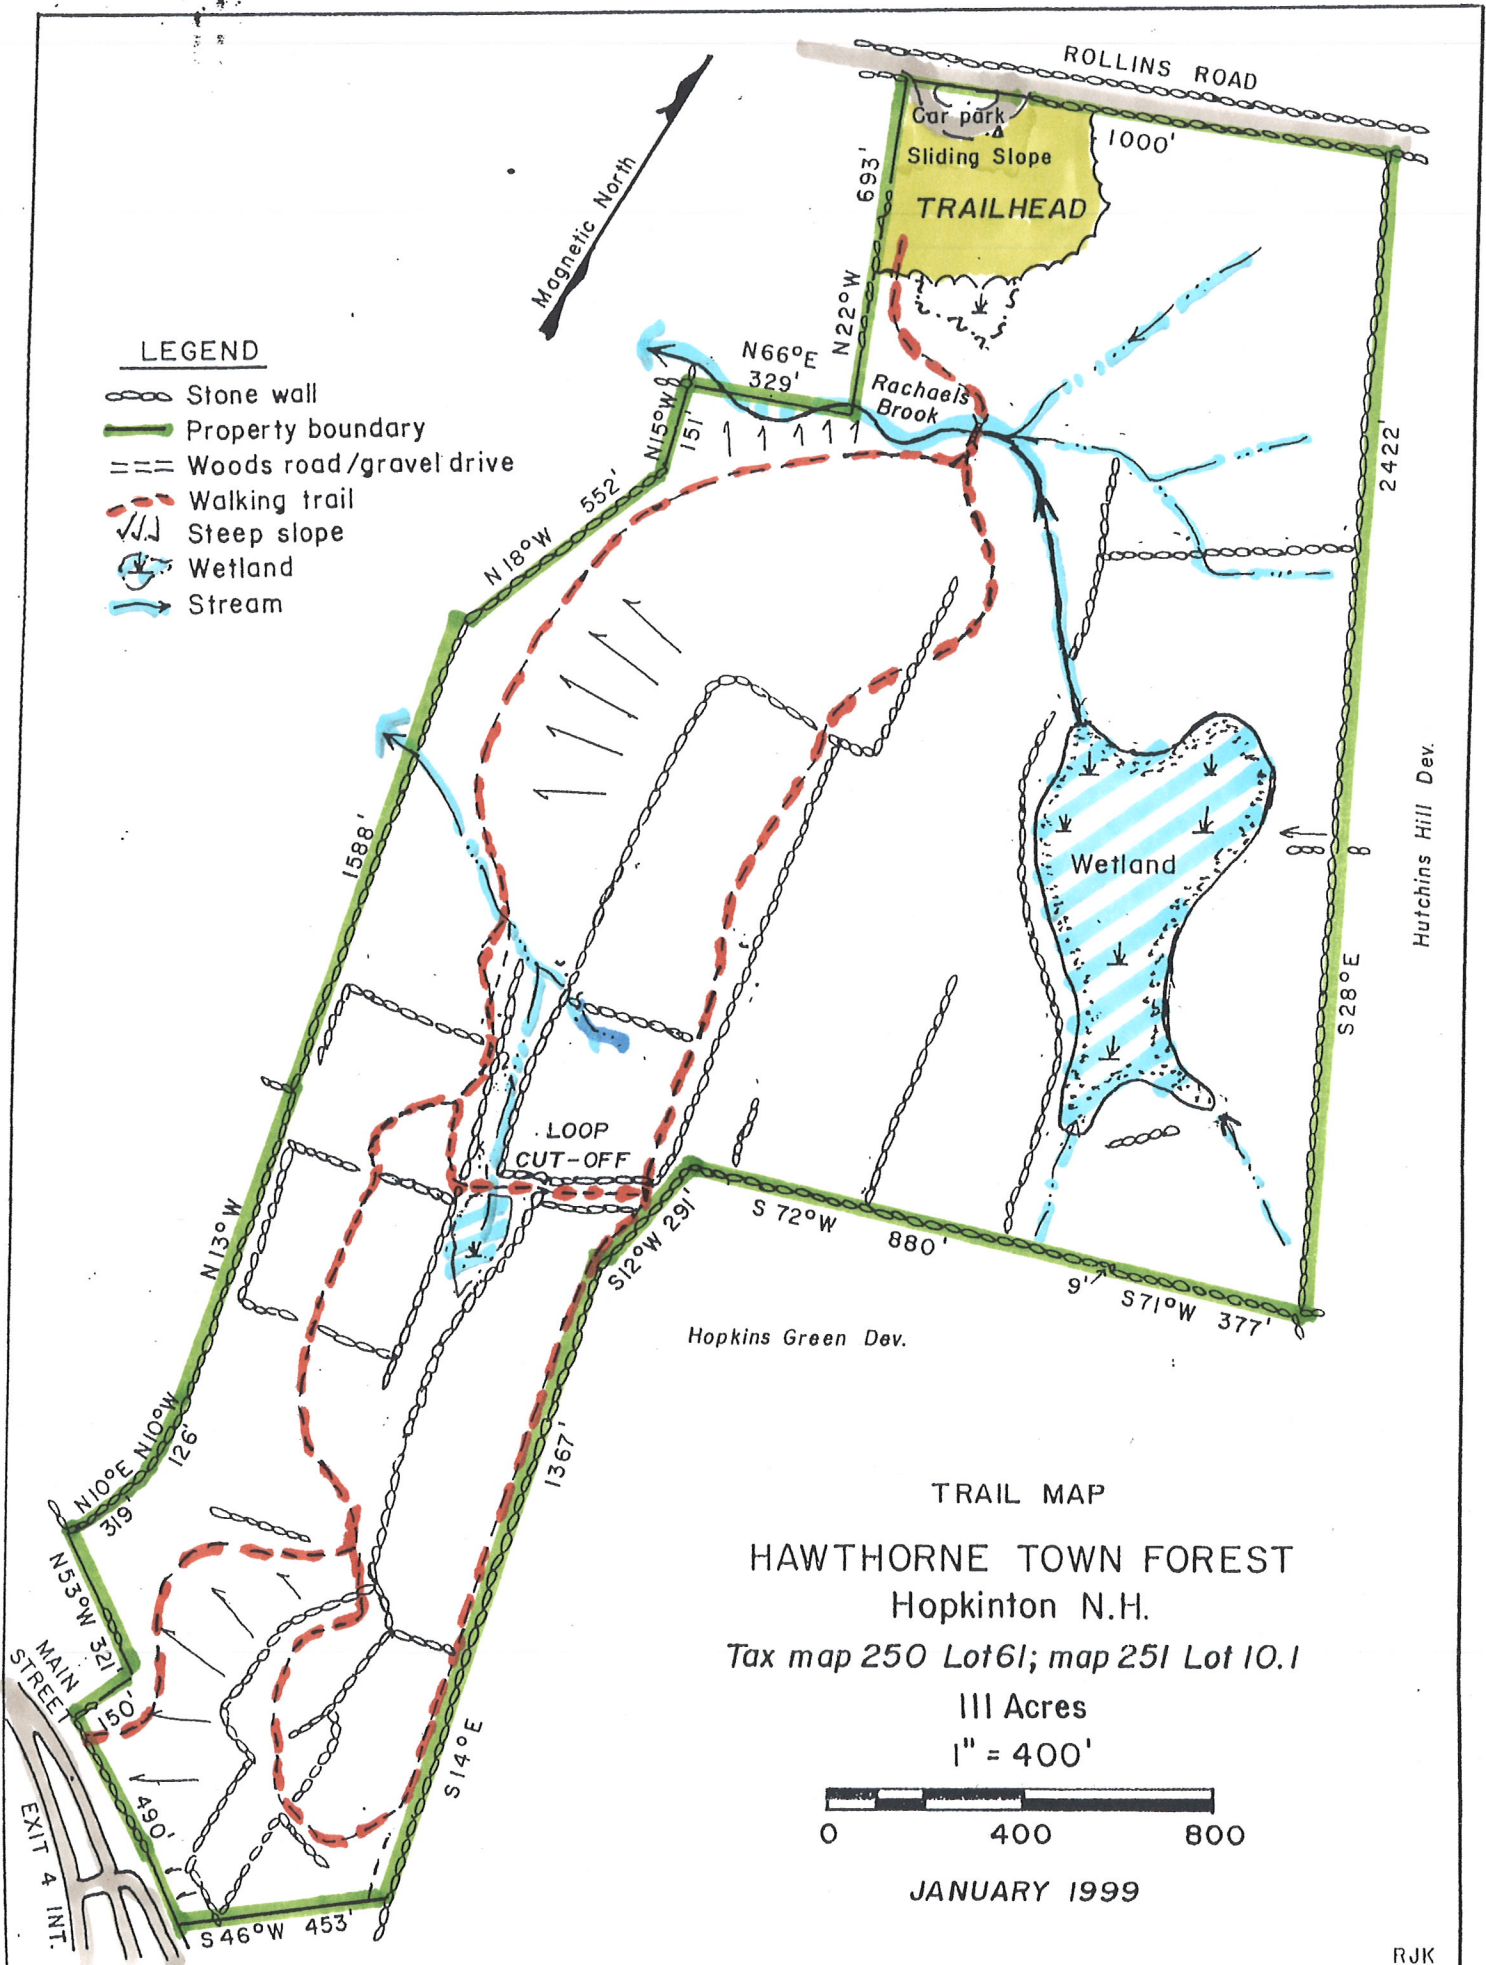 ROLLINS ROAD
Car park
Sliding Slope
TRAILHEAD
1000'
693'
N22°W
Magnetic North
LEGEND
Stone wall
Property boundary
Woods road/gravel drive
Walking trail
Steep slope
Wetland
Stream
N66°E
329'
Rachaels
Brook
N15°W
151'
552'
N18°W
2422'
1588'
Wetland
Hutchins Hill Dev.
S28°E
LOOP
CUT-OFF
N13°W
S12°W 291'
S 72°W
880'
9'
S71°W 377'
Hopkins Green Dev.
N10°W
126'
N10°E
319'
1367'
N53°W 321'
MAIN
STREET
150'
490'
S14°E
EXIT 4 INT.
S46°W 453'
TRAIL MAP
HAWTHORNE TOWN FOREST
Hopkinton N.H.
Tax map 250 Lot 61; map 251 Lot 10.1
111 Acres
1" = 400'
0 400 800
JANUARY 1999
RJK